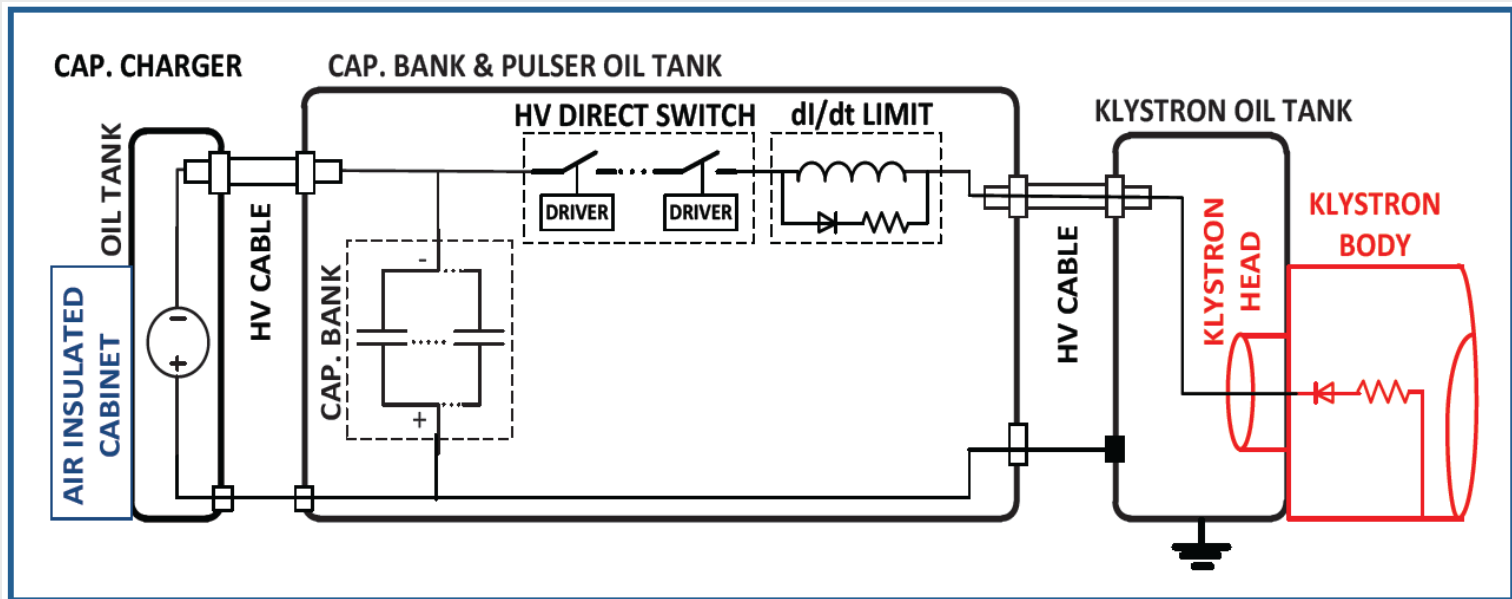 CAP. CHARGER
CAP. BANK & PULSER OIL TANK
HV DIRECT SWITCH
dI/dt LIMIT
KLYSTRON OIL TANK
OIL TANK
HV CABLE
DRIVER
DRIVER
CAP. BANK
-
+
HV CABLE
KLYSTRON
HEAD
KLYSTRON
BODY
AIR INSULATED
CABINET
-
+